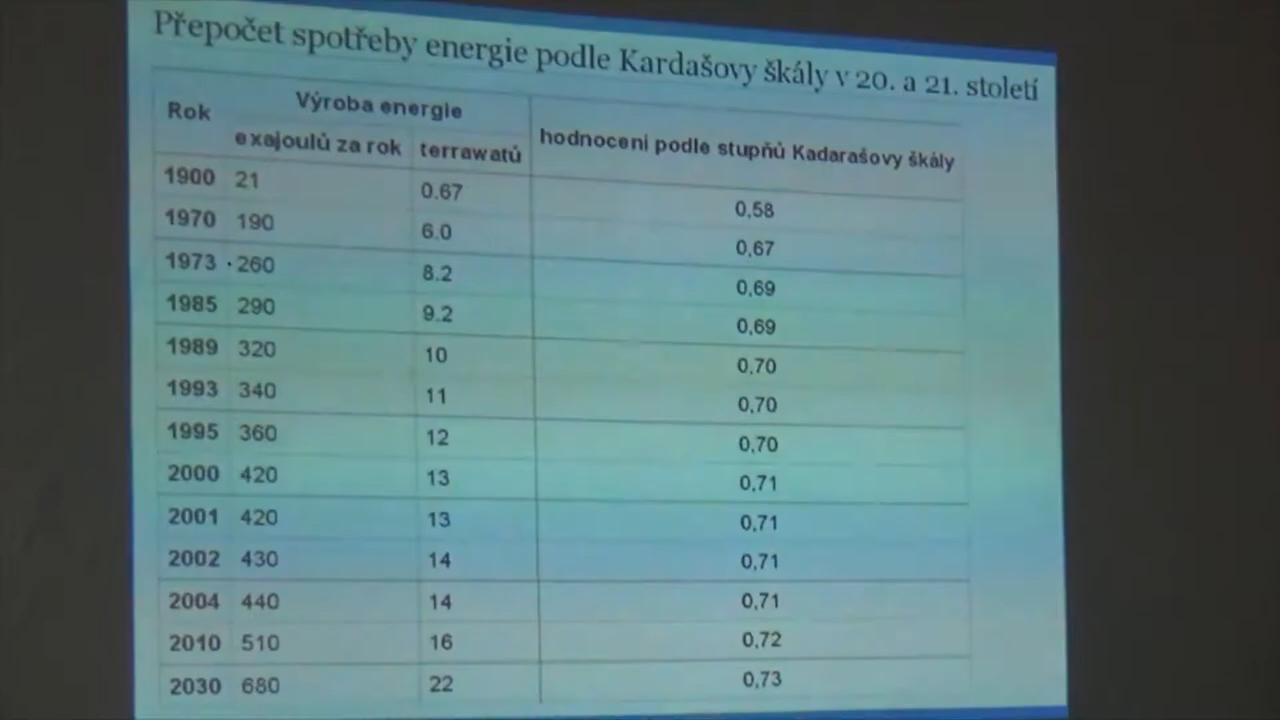 Přepočet spotřeby energie podle Kardašovy škály v 20. a 21. století
Rok Výroba energie hodnoceni podle stupňů Kadarašovy škály
exajoulů za rok terrawatů
1900 21 0.67 0,58
1970 190 6.0 0,67
1973 260 8.2 0,69
1985 290 9.2 0,69
1989 320 10 0,70
1993 340 11 0,70
1995 360 12 0,70
2000 420 13 0,71
2001 420 13 0,71
2002 430 14 0,71
2004 440 14 0,71
2010 510 16 0,72
2030 680 22 0,73